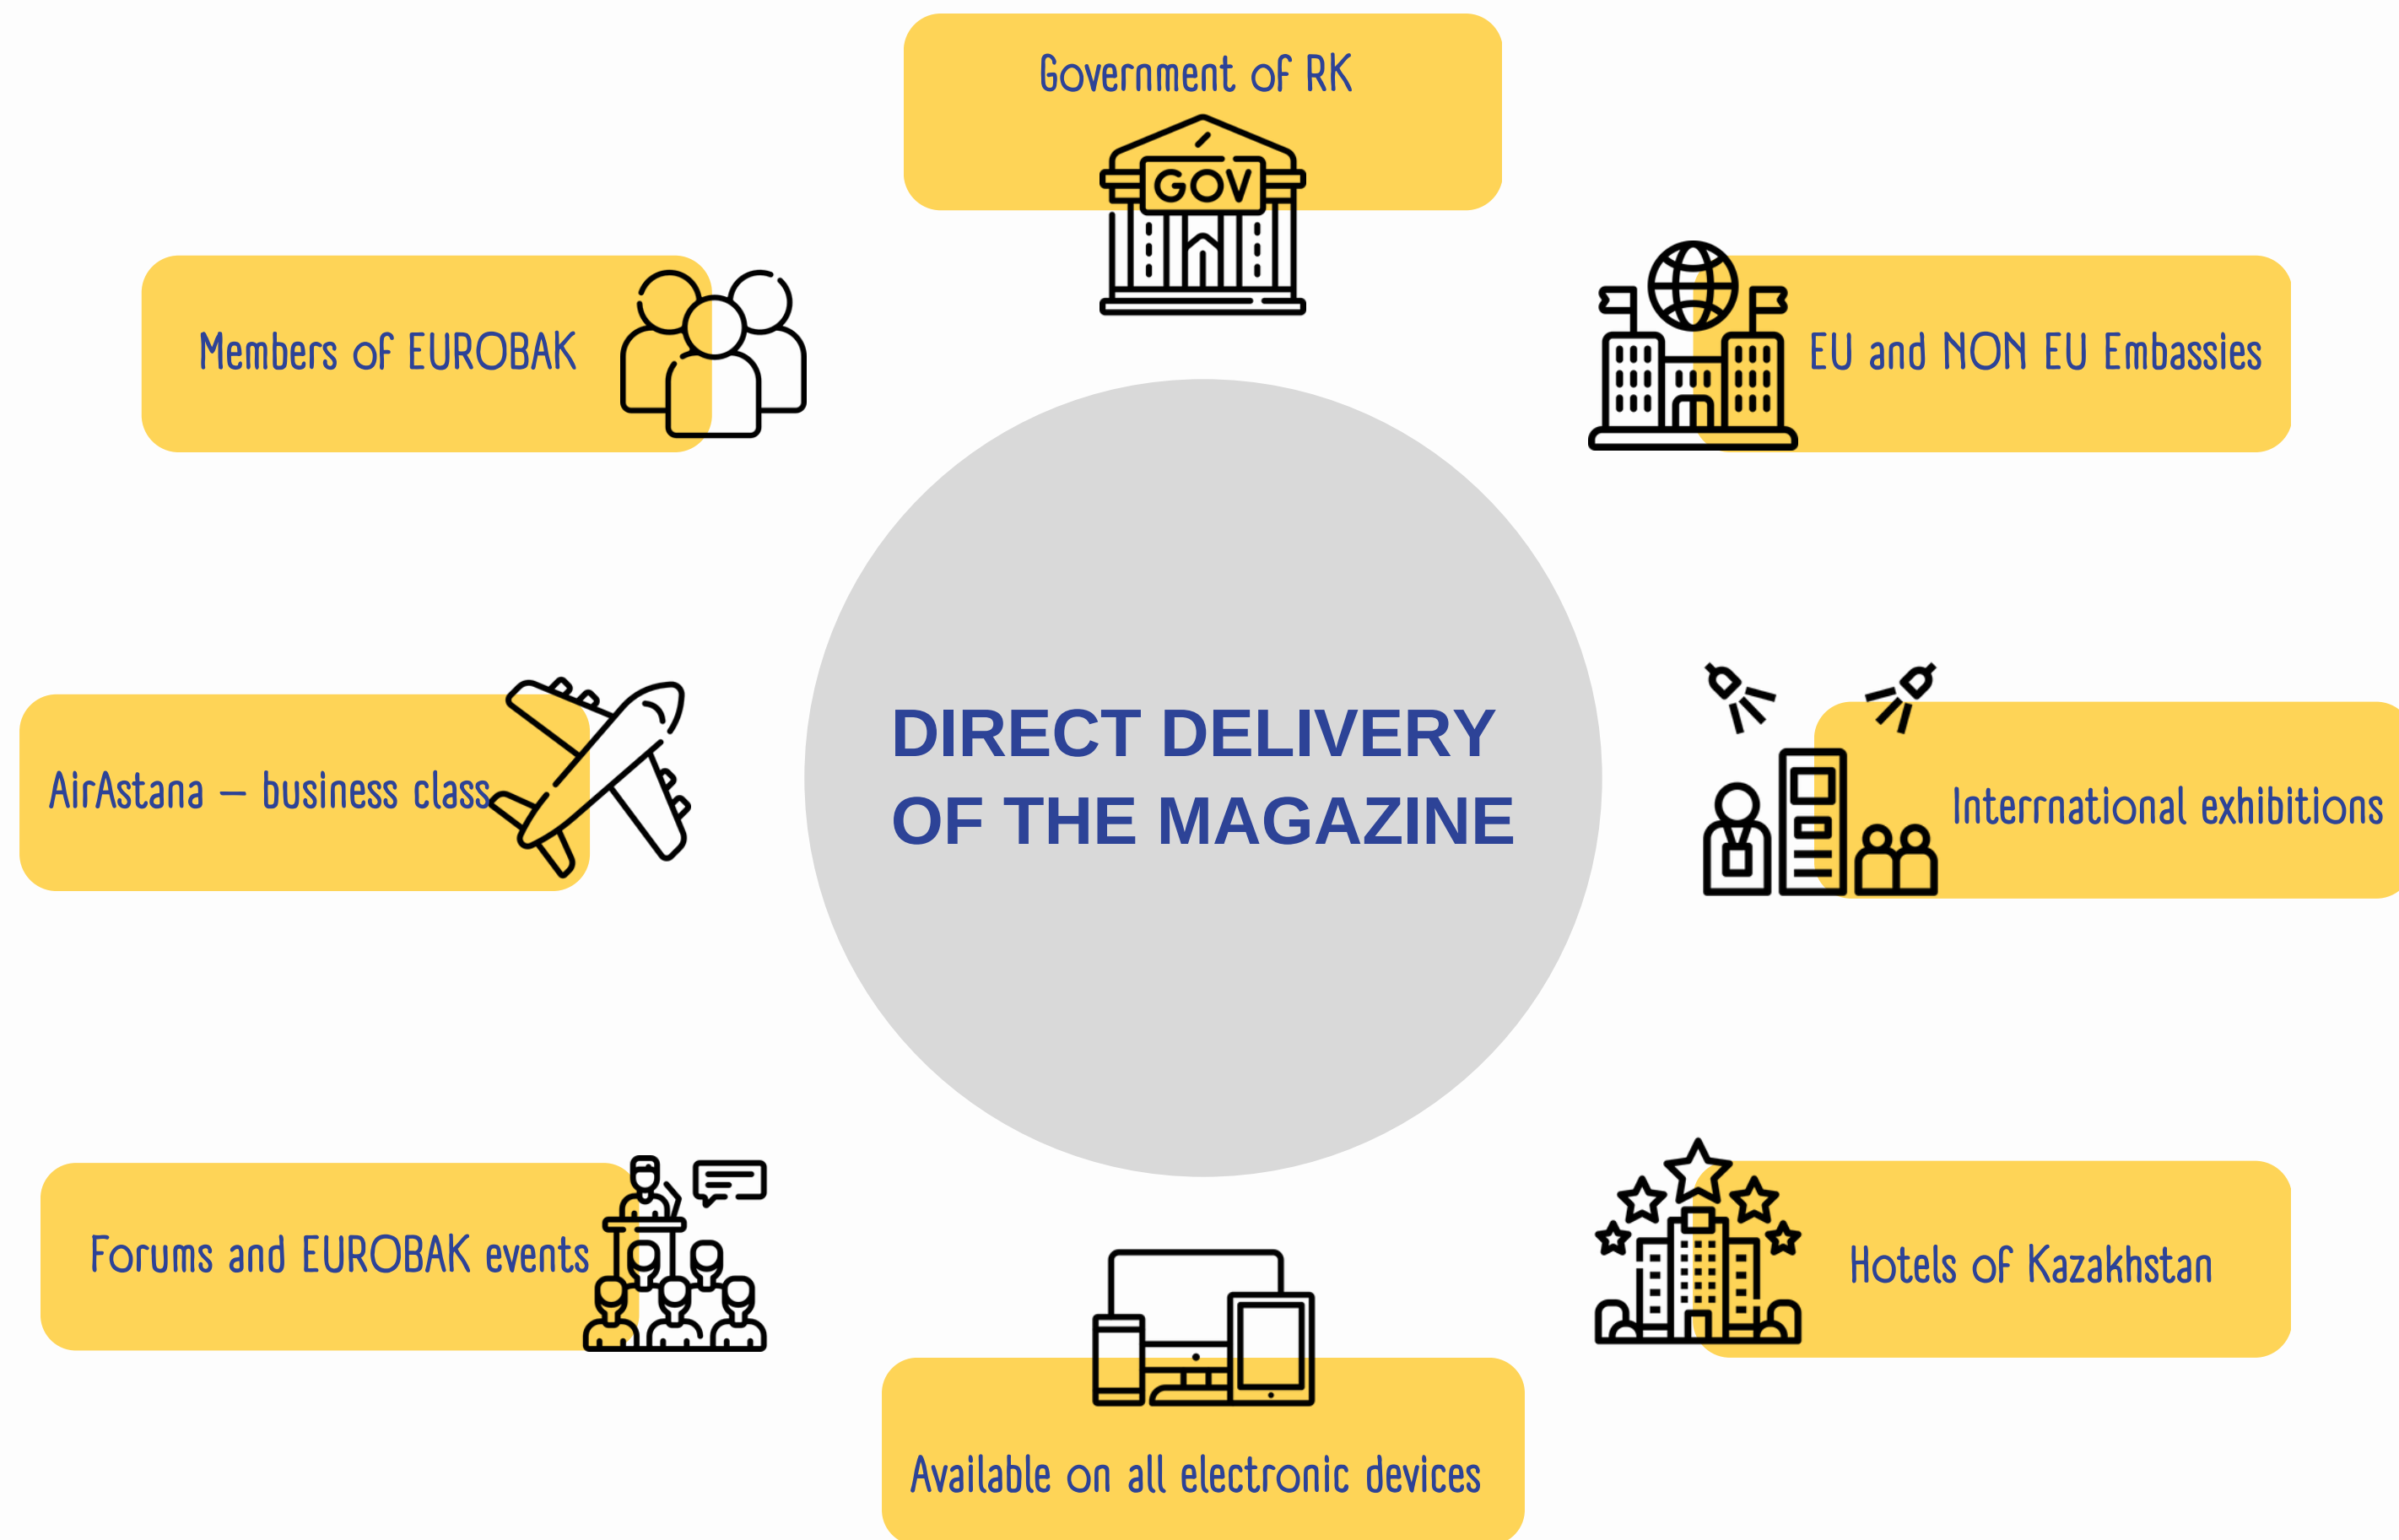 Government of RK
GOV
Members of EUROBAK
EU and NON EU Embassies
DIRECT DELIVERY
OF THE MAGAZINE
AirAstana – business class
International exhibitions
Forums and EUROBAK events
Hotels of Kazakhstan
Available on all electronic devices